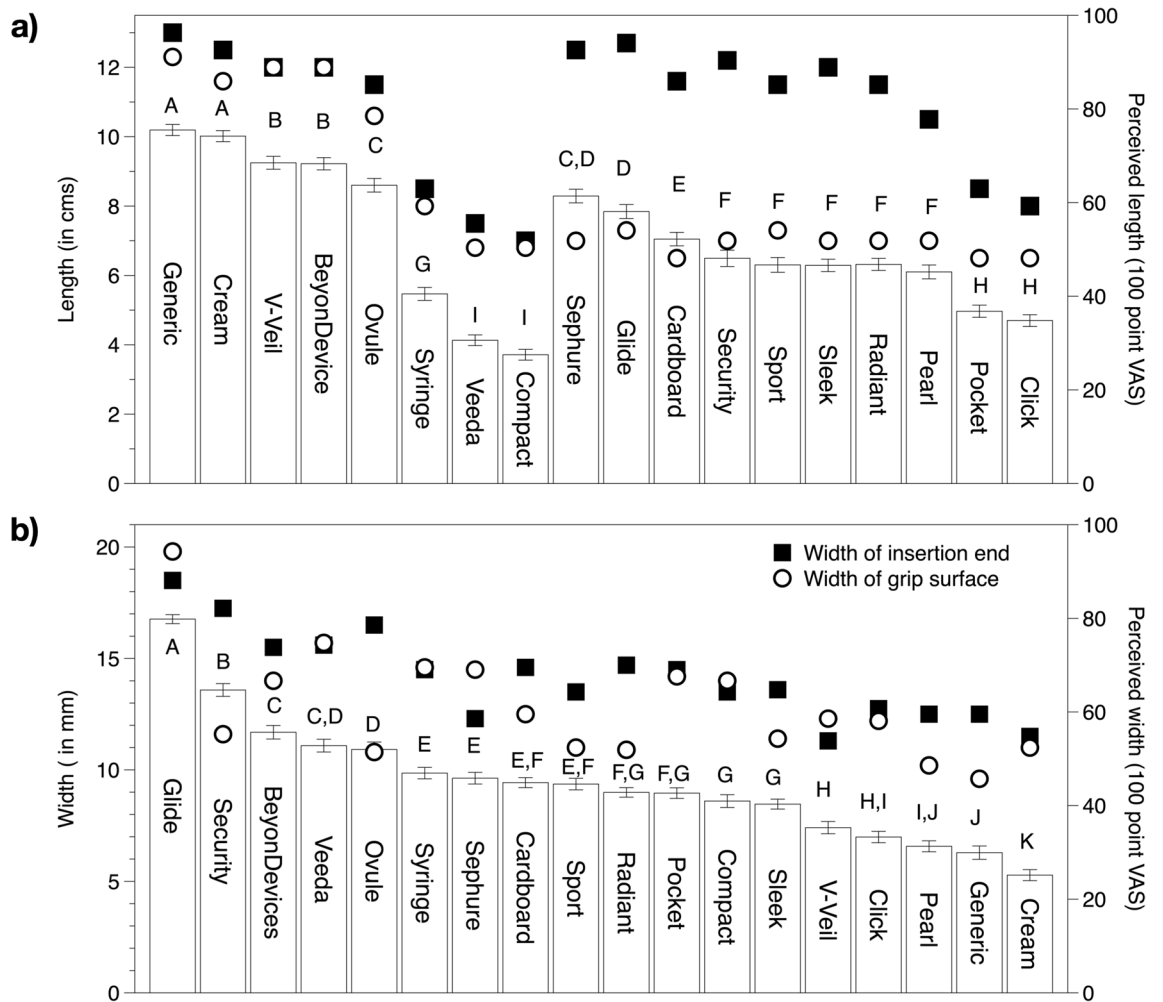 a)
Length (in cms)
12
10
8
6
4
2
0
100
80
60
40
20
0
Perceived length (100 point VAS)
A
A
B
B
C
G
I
I
C,D
D
E
F
F
F
F
F
H
H
Generic
Cream
V-Veil
BeyonDevice
Ovule
Syringe
Veeda
Compact
Sephure
Glide
Cardboard
Security
Sport
Sleek
Radiant
Pearl
Pocket
Click
b)
Width ( in mm)
20
15
10
5
0
100
80
60
40
20
0
Perceived width (100 point VAS)
Width of insertion end
Width of grip surface
A
B
C
C,D
D
E
E
E,F
E,F
F,G
F,G
G
G
H
H,I
I,J
J
K
Glide
Security
BeyonDevices
Veeda
Ovule
Syringe
Sephure
Cardboard
Sport
Radiant
Pocket
Compact
Sleek
V-Veil
Click
Pearl
Generic
Cream